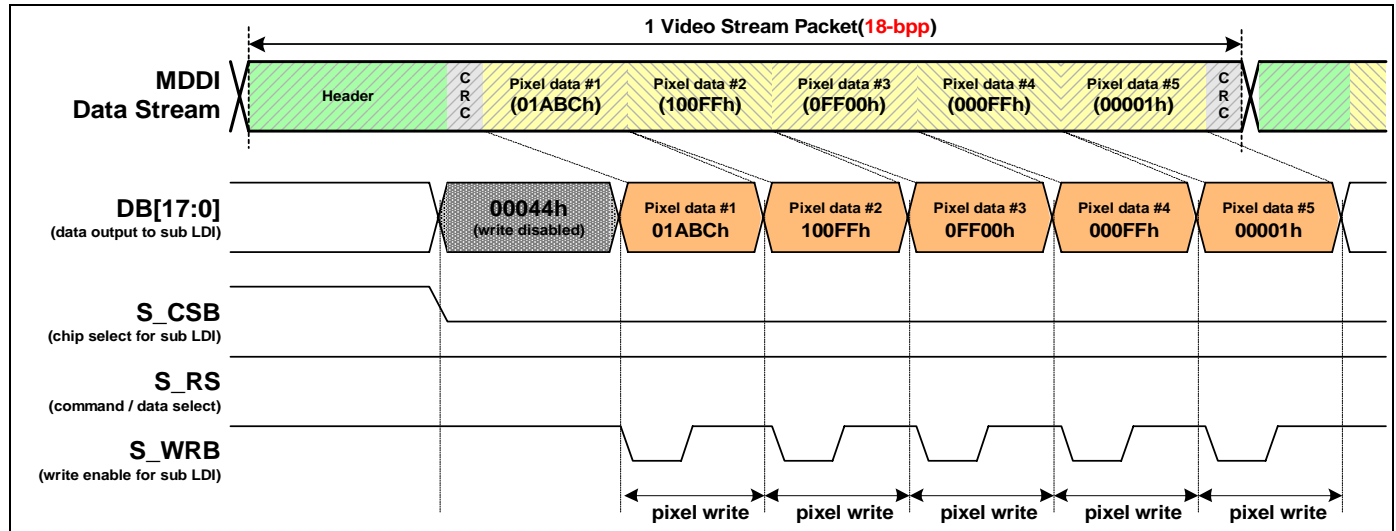 1 Video Stream Packet(18-bpp)
MDDI
Data Stream
Header
CRC
Pixel data #1
(01ABCh)
Pixel data #2
(100FFh)
Pixel data #3
(0FF00h)
Pixel data #4
(000FFh)
Pixel data #5
(00001h)
CRC
DB[17:0]
(data output to sub LDI)
00044h
(write disabled)
Pixel data #1
01ABCh
Pixel data #2
100FFh
Pixel data #3
0FF00h
Pixel data #4
000FFh
Pixel data #5
00001h
S_CSB
(chip select for sub LDI)
S_RS
(command / data select)
S_WRB
(write enable for sub LDI)
pixel write
pixel write
pixel write
pixel write
pixel write